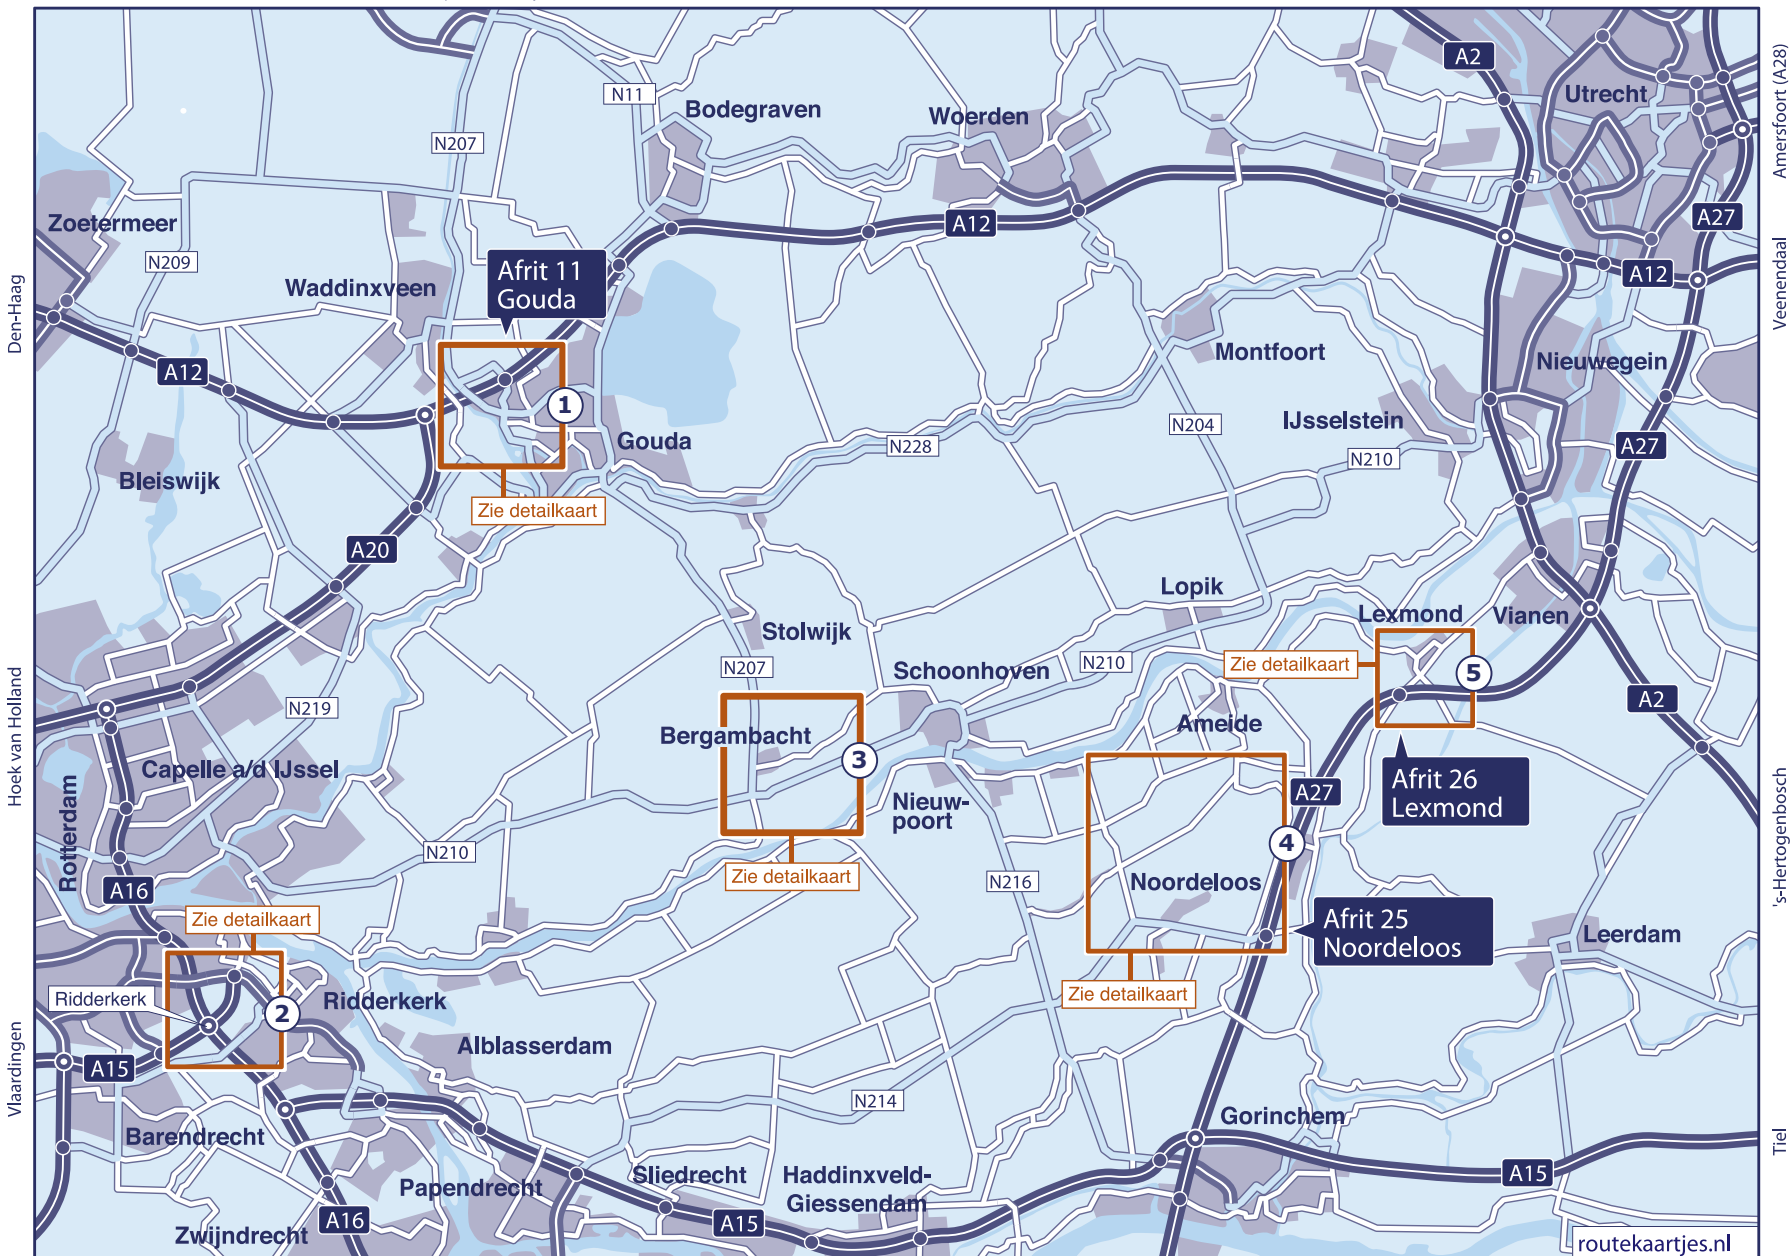 A2
Utrecht
N11
Bodegraven
Woerden
N207
Amersfoort (A28)
Zoetermeer
A27
A12
N209
Afrit 11
Gouda
Waddinxveen
A12
Veenendaal
Den-Haag
Montfoort
Nieuwegein
A12
1
IJsselstein
N204
Gouda
N228
A27
N210
Bleiswijk
Zie detailkaart
A20
Lopik
Lexmond
Vianen
Stolwijk
N207
Schoonhoven
N210
Zie detailkaart
5
A2
Hoek van Holland
N219
Bergambacht
Ameide
3
Capelle a/d IJssel
Afrit 26
Lexmond
A27
Nieuw-
poort
Rotterdam
's-Hertogenbosch
N210
4
Zie detailkaart
N216
Noordeloos
A16
Zie detailkaart
Afrit 25
Noordeloos
Leerdam
Zie detailkaart
Ridderkerk
Ridderkerk
2
Alblasserdam
Vlaardingen
A15
N214
Gorinchem
Barendrecht
Tiel
Sliedrecht
Haddinxveld-
Giessendam
A15
Papendrecht
A16
A15
Zwijndrecht
routekaartjes.nl